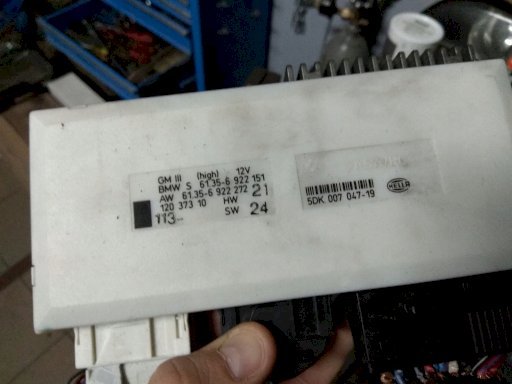 GM III (high) 12V
BMW S 61.35-6 922 151
AW 61.35-6 922 272 21
120 373 10 HW
113-- SW 24
5DK 007 047-19
HELLA